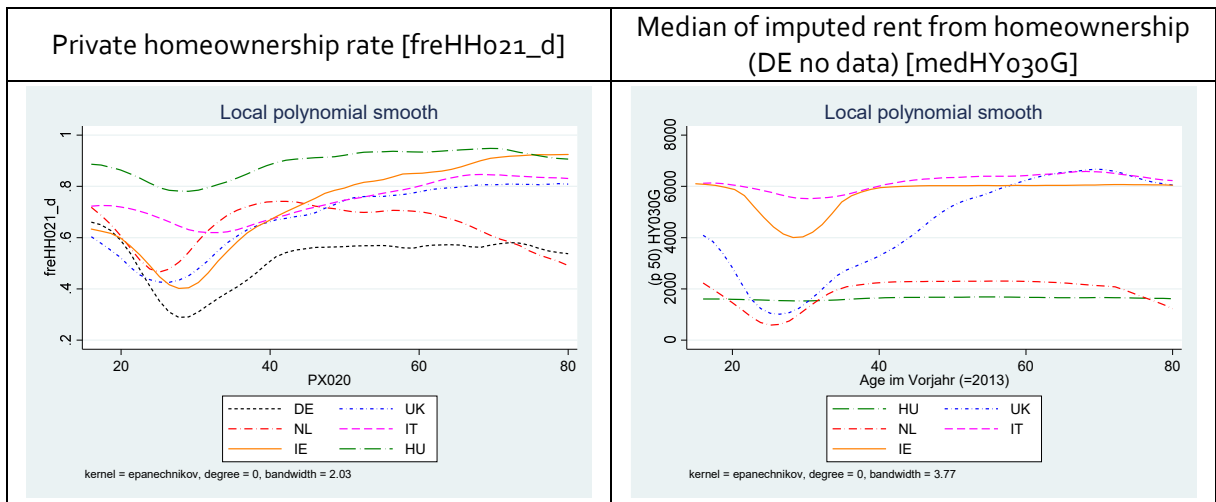 Private homeownership rate [freHH021_d]
Median of imputed rent from homeownership
(DE no data) [medHY030G]
Local polynomial smooth
freHH021_d
1
.8
.6
.4
.2
20
40
60
80
PX020
DE
UK
NL
IT
IE
HU
kernel = epanechnikov, degree = 0, bandwidth = 2.03
Local polynomial smooth
(p 50) HY030G
8000
6000
4000
2000
0
20
40
60
80
Age im Vorjahr (=2013)
HU
UK
NL
IT
IE
kernel = epanechnikov, degree = 0, bandwidth = 3.77